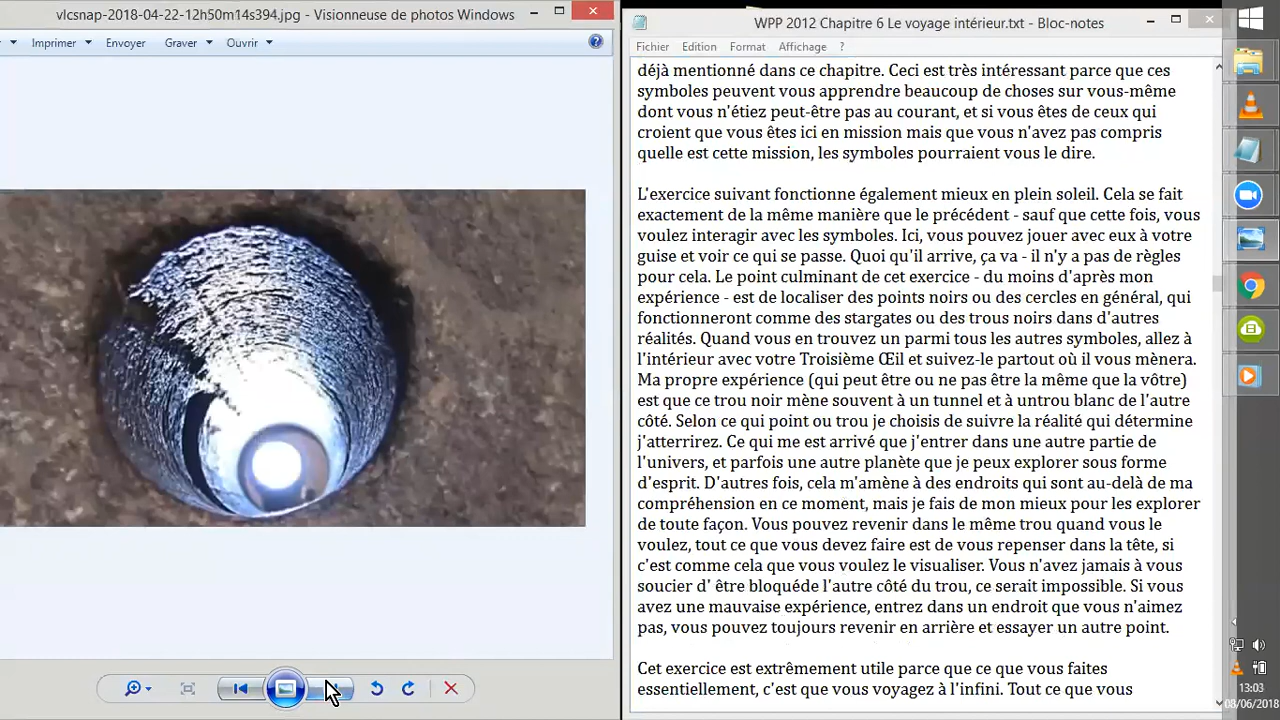 vlcsnap-2018-04-22-12h50m14s394.jpg - Visionneuse de photos Windows
Imprimer
Envoyer
Graver
Ouvrir
WPP 2012 Chapitre 6 Le voyage intérieur.txt - Bloc-notes
Fichier Edition Format Affichage ?
déjà mentionné dans ce chapitre. Ceci est très intéressant parce que ces
symboles peuvent vous apprendre beaucoup de choses sur vous-même
dont vous n'étiez peut-être pas au courant, et si vous êtes de ceux qui
croient que vous êtes ici en mission mais que vous n'avez pas compris
quelle est cette mission, les symboles pourraient vous le dire.
L'exercice suivant fonctionne également mieux en plein soleil. Cela se fait
exactement de la même manière que le précédent - sauf que cette fois, vous
voulez interagir avec les symboles. Ici, vous pouvez jouer avec eux à votre
guise et voir ce qui se passe. Quoi qu'il arrive, ça va - il n'y a pas de règles
pour cela. Le point culminant de cet exercice - du moins d'après mon
expérience - est de localiser des points noirs ou des cercles en général, qui
fonctionneront comme des stargates ou des trous noirs dans d'autres
réalités. Quand vous en trouvez un parmi tous les autres symboles, allez à
l'intérieur avec votre Troisième Œil et suivez-le partout où il vous mènera.
Ma propre expérience (qui peut être ou ne pas être la même que la vôtre)
est que ce trou noir mène souvent à un tunnel et à untrou blanc de l'autre
côté. Selon ce qui point ou trou je choisis de suivre la réalité qui détermine
j'atterrirez. Ce qui me est arrivé que j'entrer dans une autre partie de
l'univers, et parfois une autre planète que je peux explorer sous forme
d'esprit. D'autres fois, cela m'amène à des endroits qui sont au-delà de ma
compréhension en ce moment, mais je fais de mon mieux pour les explorer
de toute façon. Vous pouvez revenir dans le même trou quand vous le
voulez, tout ce que vous devez faire est de vous repenser dans la tête, si
c'est comme cela que vous voulez le visualiser. Vous n'avez jamais à vous
soucier d' être bloquéde l'autre côté du trou, ce serait impossible. Si vous
avez une mauvaise expérience, entrez dans un endroit que vous n'aimez
pas, vous pouvez toujours revenir en arrière et essayer un autre point.
Cet exercice est extrêmement utile parce que ce que vous faites
essentiellement, c'est que vous voyagez à l'infini. Tout ce que vous
13:03
08/06/2018